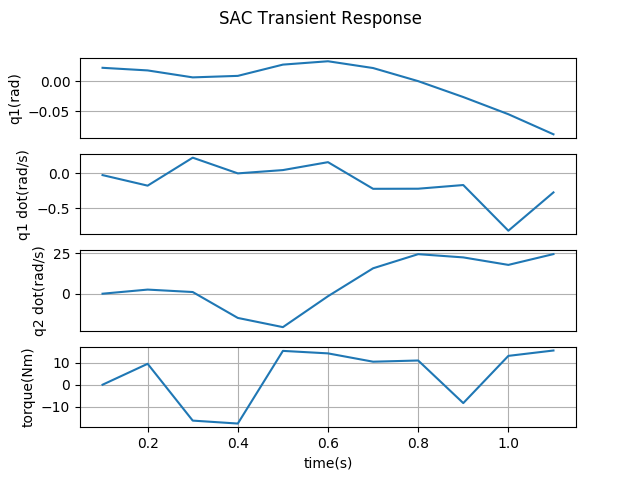 SAC Transient Response
q1(rad)
0.00
−0.05
q1 dot(rad/s)
0.0
−0.5
q2 dot(rad/s)
25
0
torque(Nm)
10
0
−10
0.2 0.4 0.6 0.8 1.0
time(s)